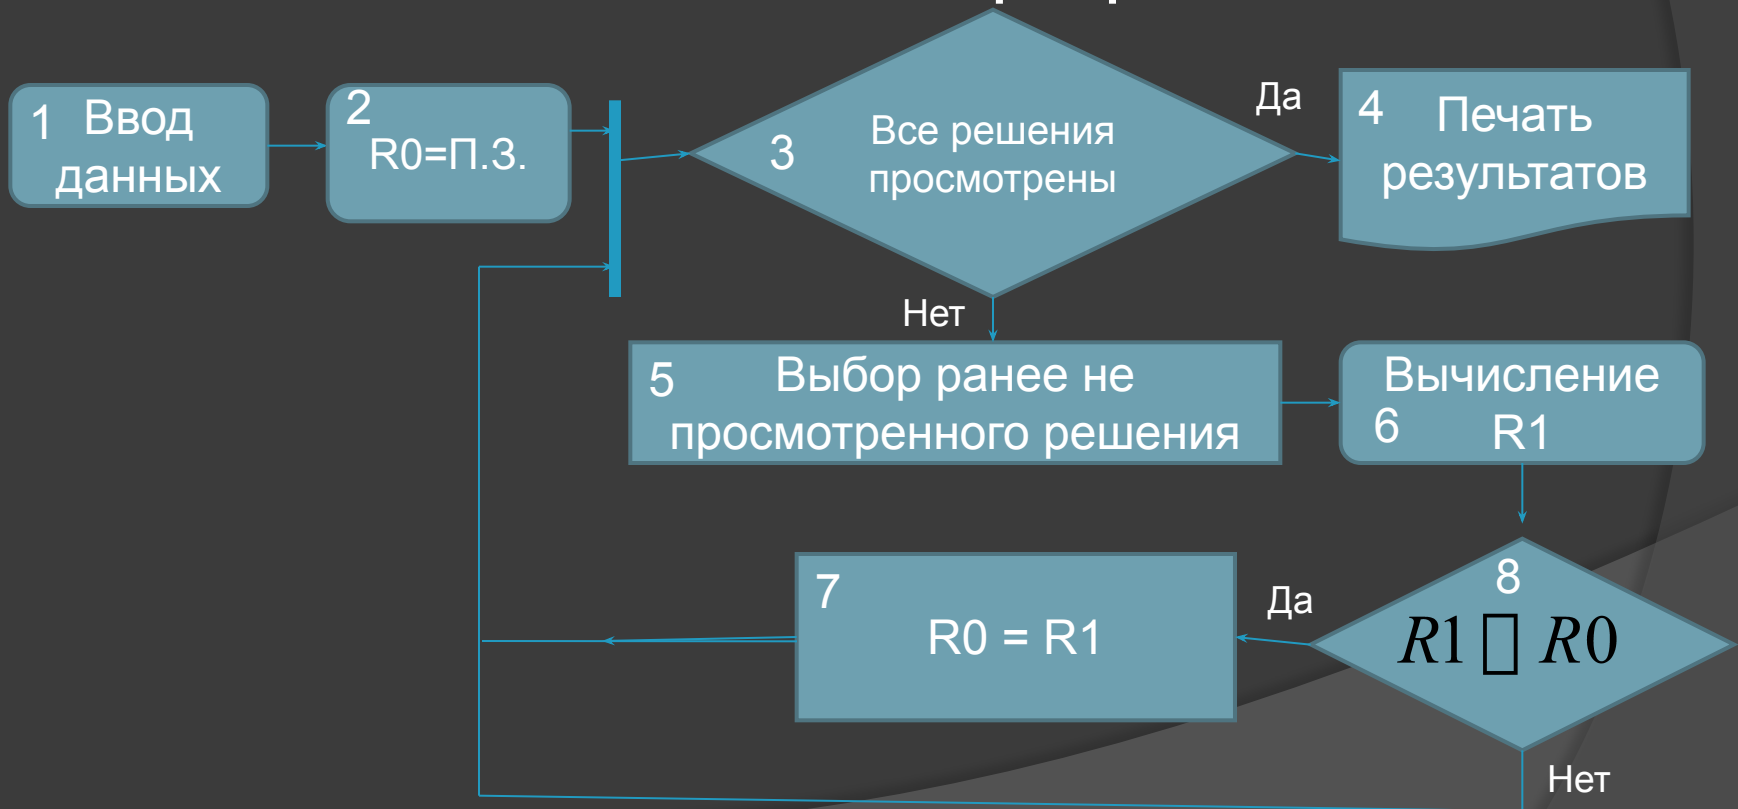 1 Ввод
данных
2
R0=П.З.
3
Все решения
просмотрены
Да
4 Печать
результатов
Нет
5 Выбор ранее не
просмотренного решения
Вычисление
6 R1
7
R0 = R1
Да
8
R1 □ R0
Нет